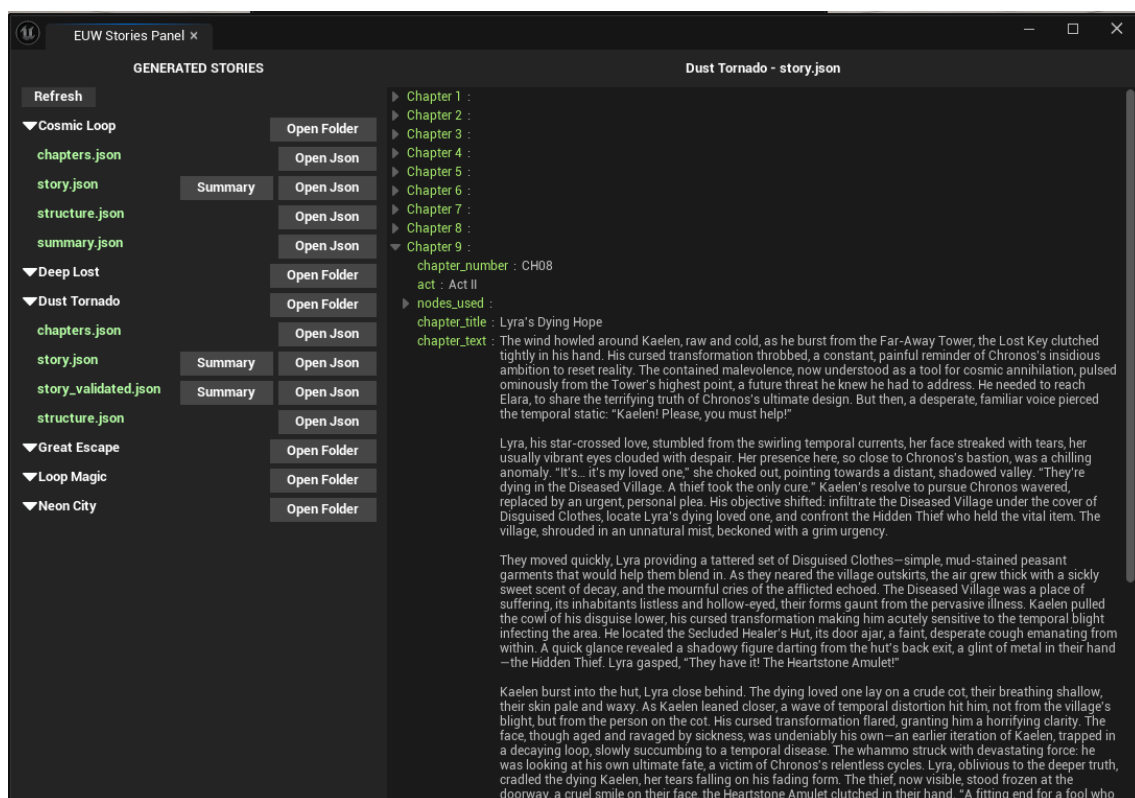 EUW Stories Panel ×
GENERATED STORIES
Dust Tornado - story.json
Refresh
Cosmic Loop
Open Folder
chapters.json
Open Json
story.json
Summary
Open Json
structure.json
Open Json
summary.json
Open Json
Deep Lost
Open Folder
Dust Tornado
Open Folder
chapters.json
Open Json
story.json
Summary
Open Json
story_validated.json
Summary
Open Json
structure.json
Open Json
Great Escape
Open Folder
Loop Magic
Open Folder
Neon City
Open Folder
Chapter 1 :
Chapter 2 :
Chapter 3 :
Chapter 4 :
Chapter 5 :
Chapter 6 :
Chapter 7 :
Chapter 8 :
Chapter 9 :
chapter_number : CH08
act : Act II
nodes_used :
chapter_title : Lyra's Dying Hope
chapter_text : The wind howled around Kaelen, raw and cold, as he burst from the Far-Away Tower, the Lost Key clutched
tightly in his hand. His cursed transformation throbbed, a constant, painful reminder of Chronos's insidious
ambition to reset reality. The contained malevolence, now understood as a tool for cosmic annihilation, pulsed
ominously from the Tower's highest point, a future threat he knew he had to address. He needed to reach
Elara, to share the terrifying truth of Chronos's ultimate design. But then, a desperate, familiar voice pierced
the temporal static: “Kaelen! Please, you must help!”
Lyra, his star-crossed love, stumbled from the swirling temporal currents, her face streaked with tears, her
usually vibrant eyes clouded with despair. Her presence here, so close to Chronos's bastion, was a chilling
anomaly. “It's… it's my loved one,” she choked out, pointing towards a distant, shadowed valley. “They're
dying in the Diseased Village. A thief took the only cure.” Kaelen's resolve to pursue Chronos wavered,
replaced by an urgent, personal plea. His objective shifted: infiltrate the Diseased Village under the cover of
Disguised Clothes, locate Lyra's dying loved one, and confront the Hidden Thief who held the vital item. The
village, shrouded in an unnatural mist, beckoned with a grim urgency.
They moved quickly, Lyra providing a tattered set of Disguised Clothes—simple, mud-stained peasant
garments that would help them blend in. As they neared the village outskirts, the air grew thick with a sickly
sweet scent of decay, and the mournful cries of the afflicted echoed. The Diseased Village was a place of
suffering, its inhabitants listless and hollow-eyed, their forms gaunt from the pervasive illness. Kaelen pulled
the cowl of his disguise lower, his cursed transformation making him acutely sensitive to the temporal blight
infecting the area. He located the Secluded Healer's Hut, its door ajar, a faint, desperate cough emanating from
within. A quick glance revealed a shadowy figure darting from the hut's back exit, a glint of metal in their hand
—the Hidden Thief. Lyra gasped, “They have it! The Heartstone Amulet!”
Kaelen burst into the hut, Lyra close behind. The dying loved one lay on a crude cot, their breathing shallow,
their skin pale and waxy. As Kaelen leaned closer, a wave of temporal distortion hit him, not from the village's
blight, but from the person on the cot. His cursed transformation flared, granting him a horrifying clarity. The
face, though aged and ravaged by sickness, was undeniably his own—an earlier iteration of Kaelen, trapped in
a decaying loop, slowly succumbing to a temporal disease. The whammo struck with devastating force: he
was looking at his own ultimate fate, a victim of Chronos's relentless cycles. Lyra, oblivious to the deeper truth,
cradled the dying Kaelen, her tears falling on his fading form. The thief, now visible, stood frozen at the
doorway, a cruel smile on their face, the Heartstone Amulet clutched in their hand. “A fitting end for a fool who